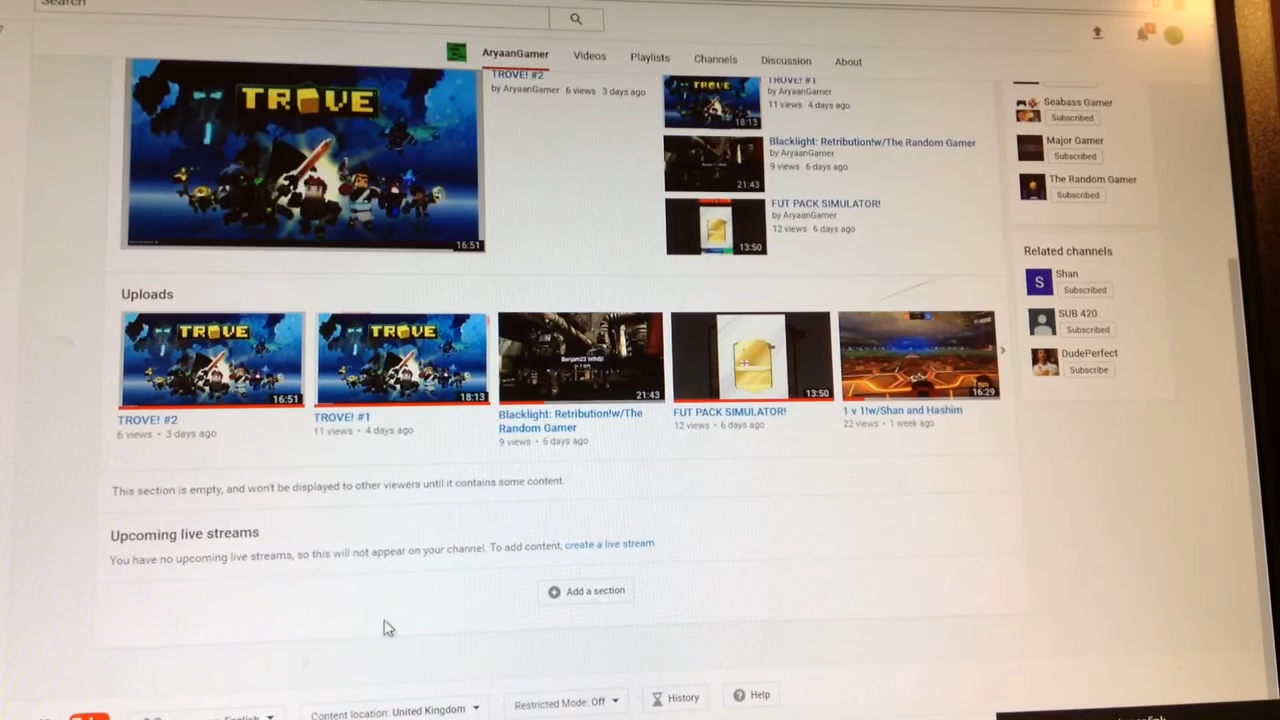 Search
AryaanGamer Videos Playlists Channels Discussion About
TROVE
16:51
TROVE! #2
by AryaanGamer 6 views 3 days ago
TROVE
18:13
TROVE! #1
by AryaanGamer
11 views 4 days ago
21:43
Blacklight: Retribution!w/The Random Gamer
by AryaanGamer
9 views 6 days ago
13:50
FUT PACK SIMULATOR!
by AryaanGamer
12 views 6 days ago
Seabass Gamer
Subscribed
Major Gamer
Subscribed
The Random Gamer
Subscribed
Related channels
S
Shan
Subscribed
SUB 420
Subscribed
DudePerfect
Subscribe
Uploads
TROVE
16:51
TROVE! #2
6 views • 3 days ago
TROVE
18:13
TROVE! #1
11 views • 4 days ago
21:43
Blacklight: Retribution!w/The
Random Gamer
9 views • 6 days ago
13:50
FUT PACK SIMULATOR!
12 views • 6 days ago
16:29
1 v 1!w/Shan and Hashim
22 views • 1 week ago
This section is empty, and won't be displayed to other viewers until it contains some content.
Upcoming live streams
You have no upcoming live streams, so this will not appear on your channel. To add content, create a live stream.
Add a section
English
Content location: United Kingdom
Restricted Mode: Off
History
Help